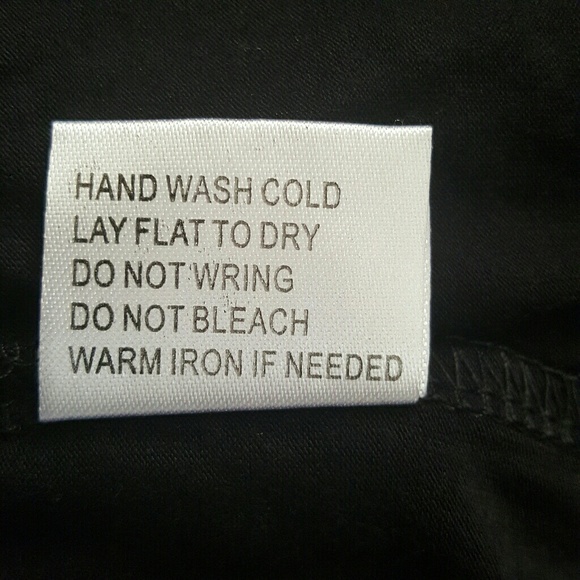 HAND WASH COLD
LAY FLAT TO DRY
DO NOT WRING
DO NOT BLEACH
WARM IRON IF NEEDED